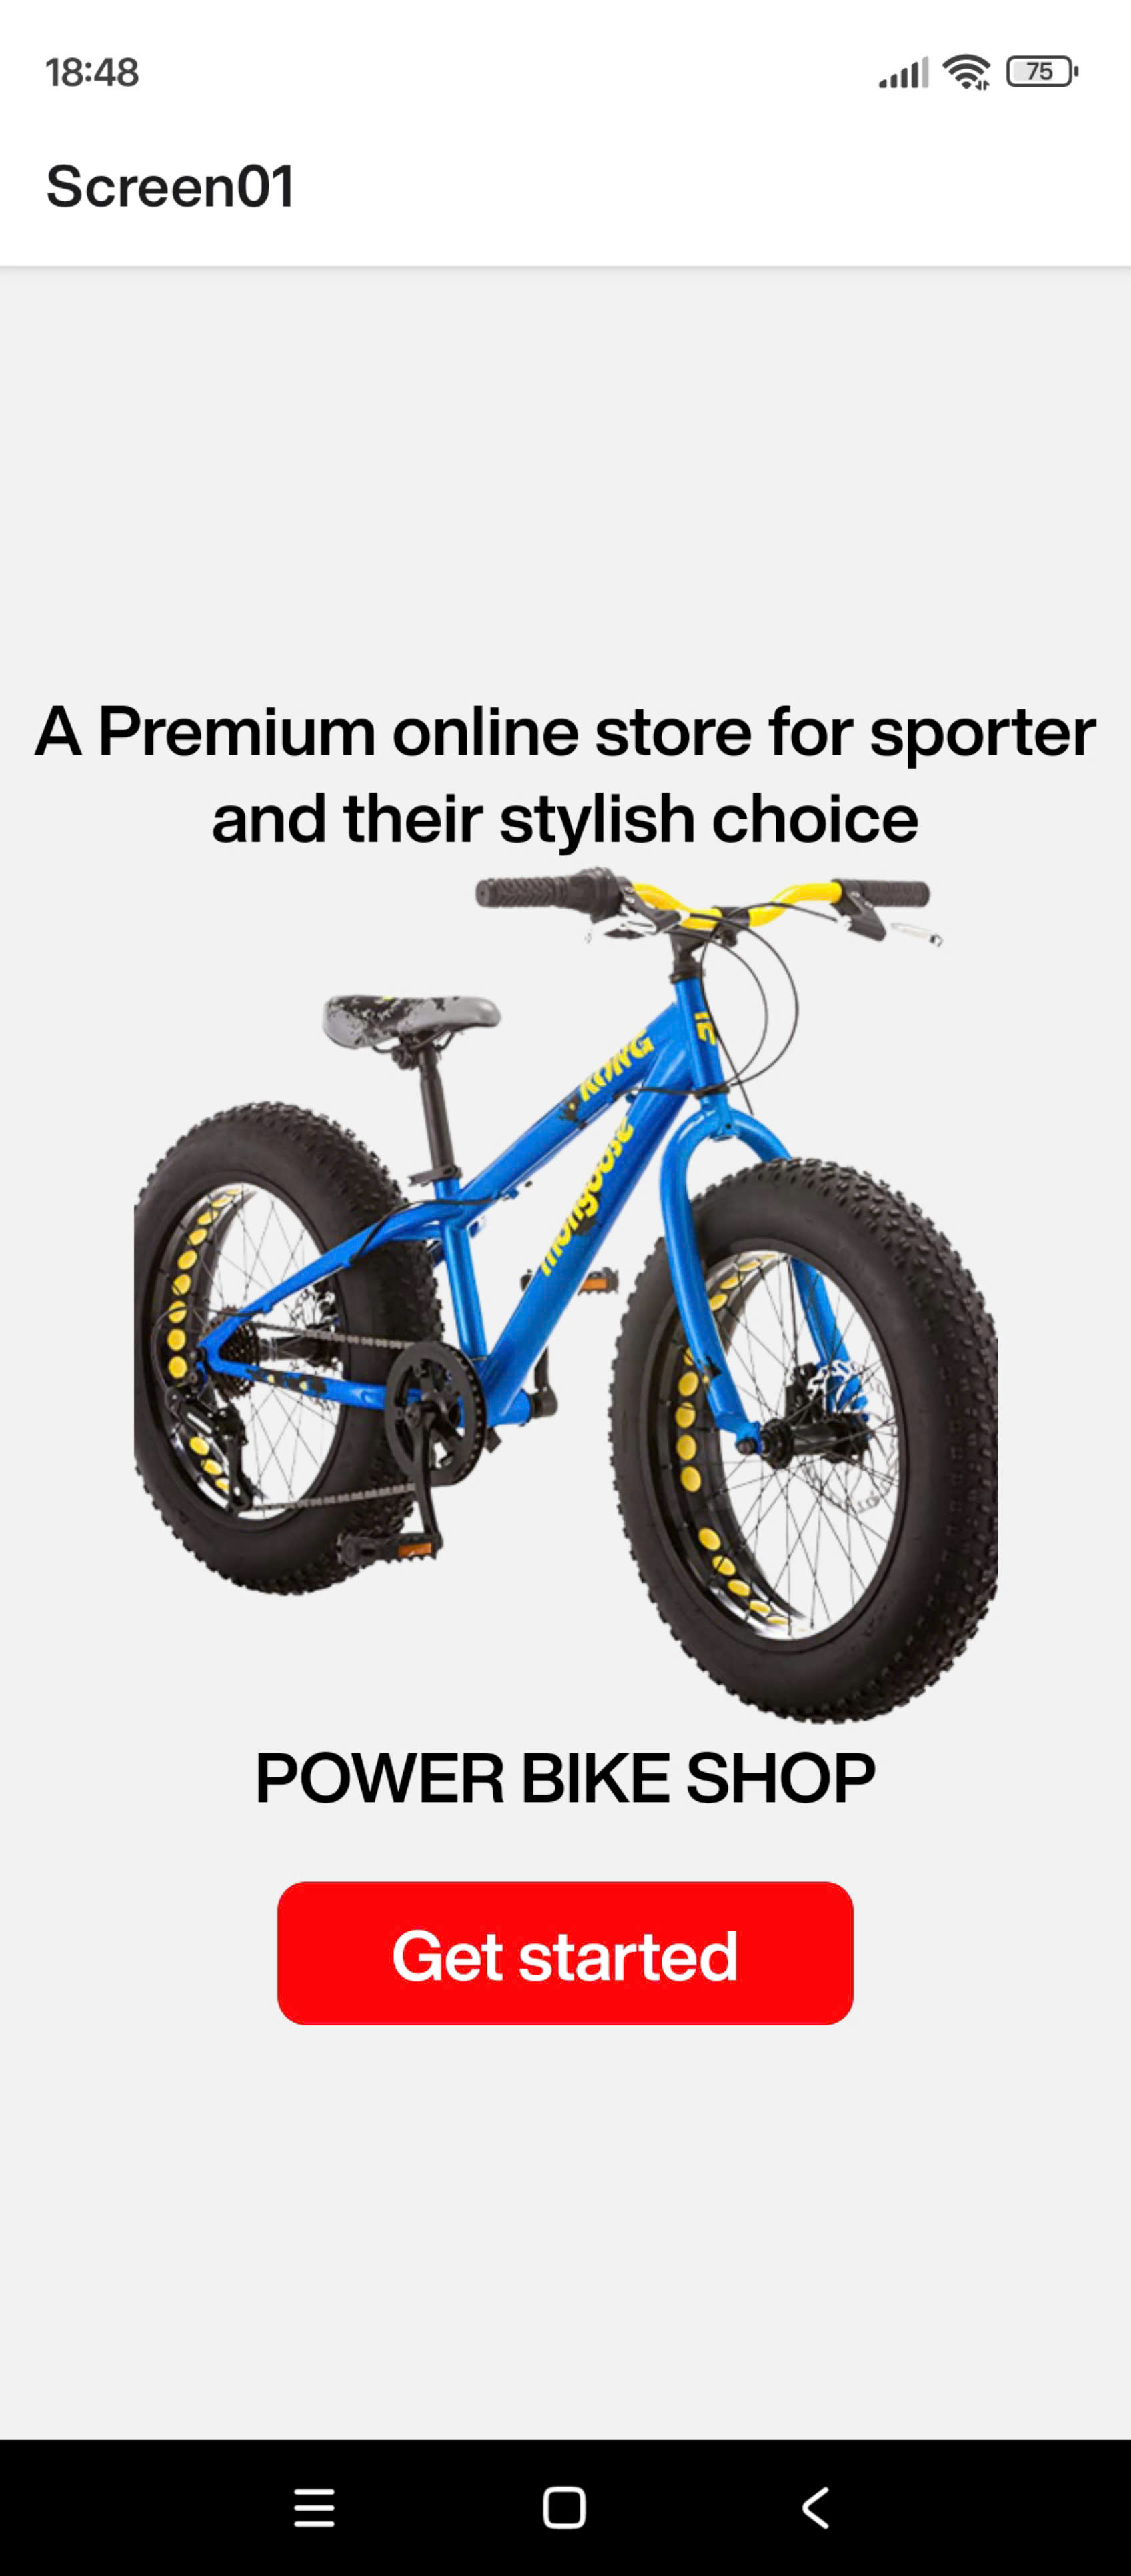 18:48
75
Screen01
A Premium online store for sporter
and their stylish choice
KONG
mongoose
POWER BIKE SHOP
Get started